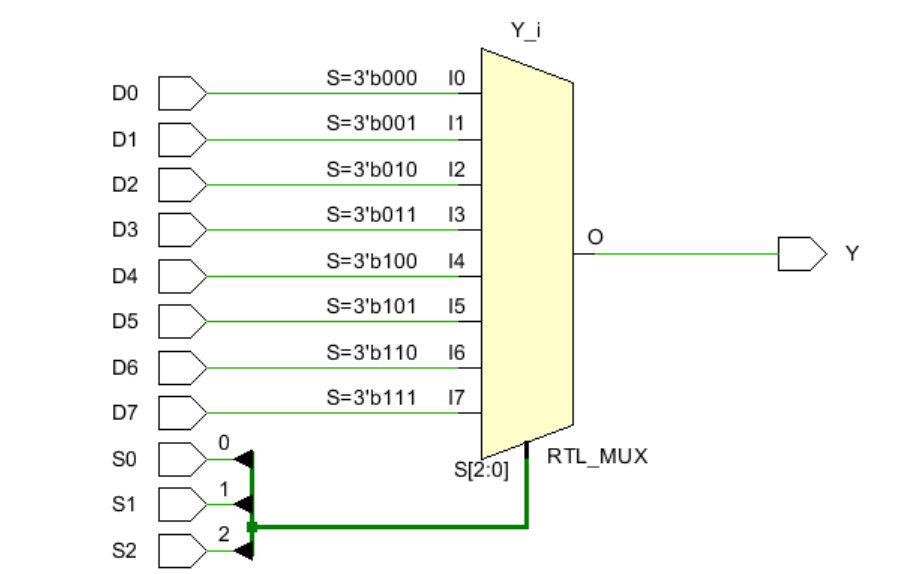 Y_i
D0 S=3'b000 I0
D1 S=3'b001 I1
D2 S=3'b010 I2
D3 S=3'b011 I3
O
Y
D4 S=3'b100 I4
D5 S=3'b101 I5
D6 S=3'b110 I6
D7 S=3'b111 I7
S0 0
S[2:0] RTL_MUX
S1 1
S2 2